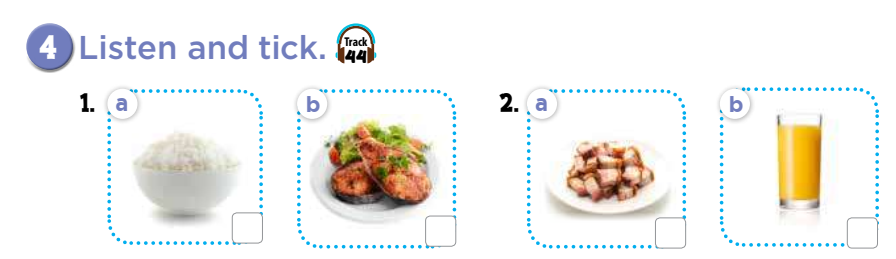 4 Listen and tick. Track 44
1. a b 2. a b